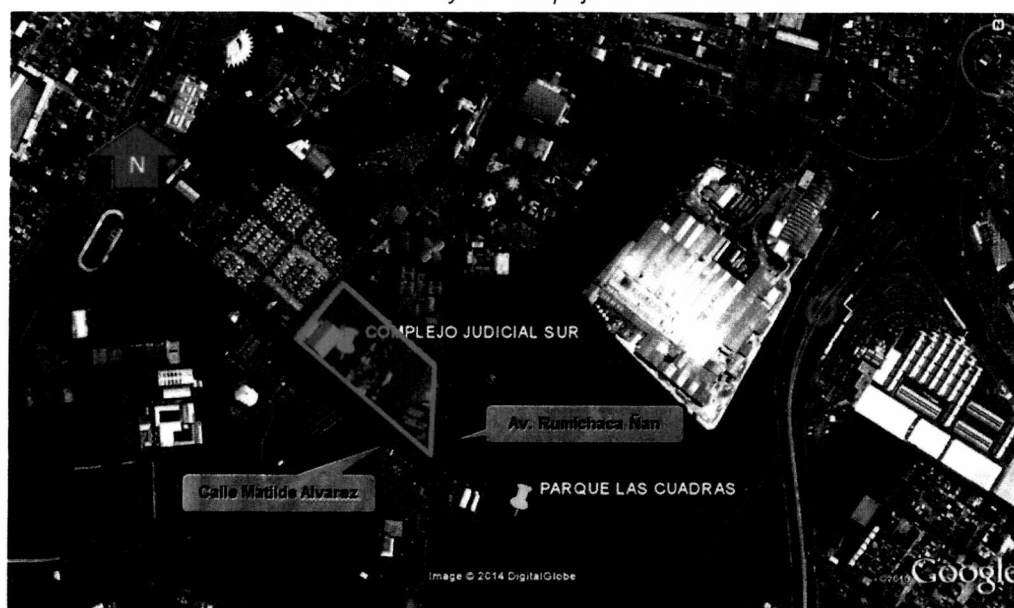 N
N
COMPLEJO JUDICIAL SUR
Av. Rumichaca Ñan
Calle Matilde Alvarez
PARQUE LAS CUADRAS
Image © 2014 DigitalGlobe
Google